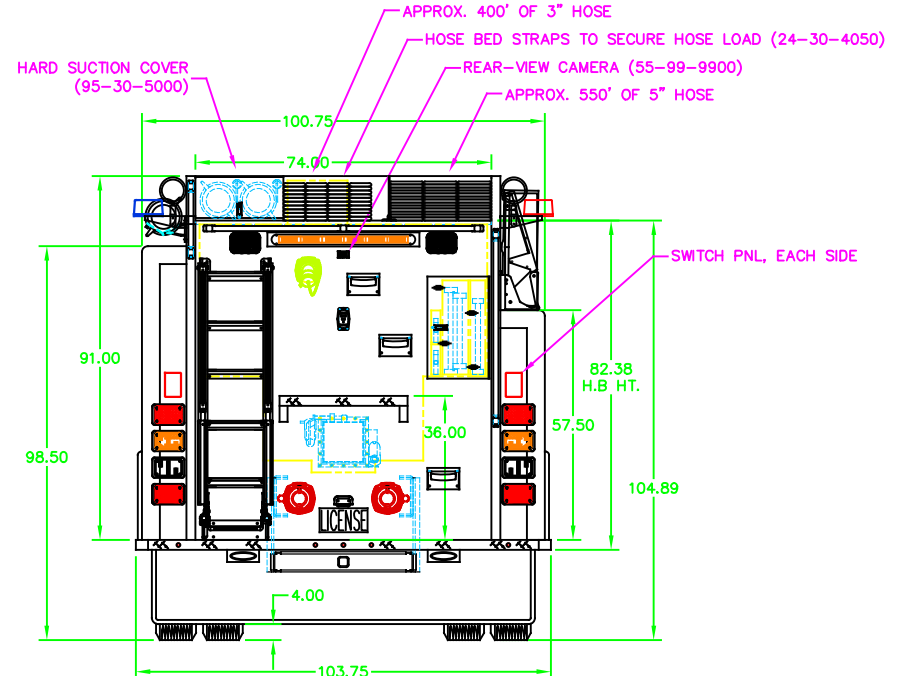 APPROX. 400' OF 3" HOSE
HOSE BED STRAPS TO SECURE HOSE LOAD (24-30-4050)
HARD SUCTION COVER
(95-30-5000)
REAR-VIEW CAMERA (55-99-9900)
APPROX. 550' OF 5" HOSE
100.75
74.00
SWITCH PNL, EACH SIDE
91.00
82.38
H.B HT.
57.50
36.00
98.50
104.89
LICENSE
4.00
103.75